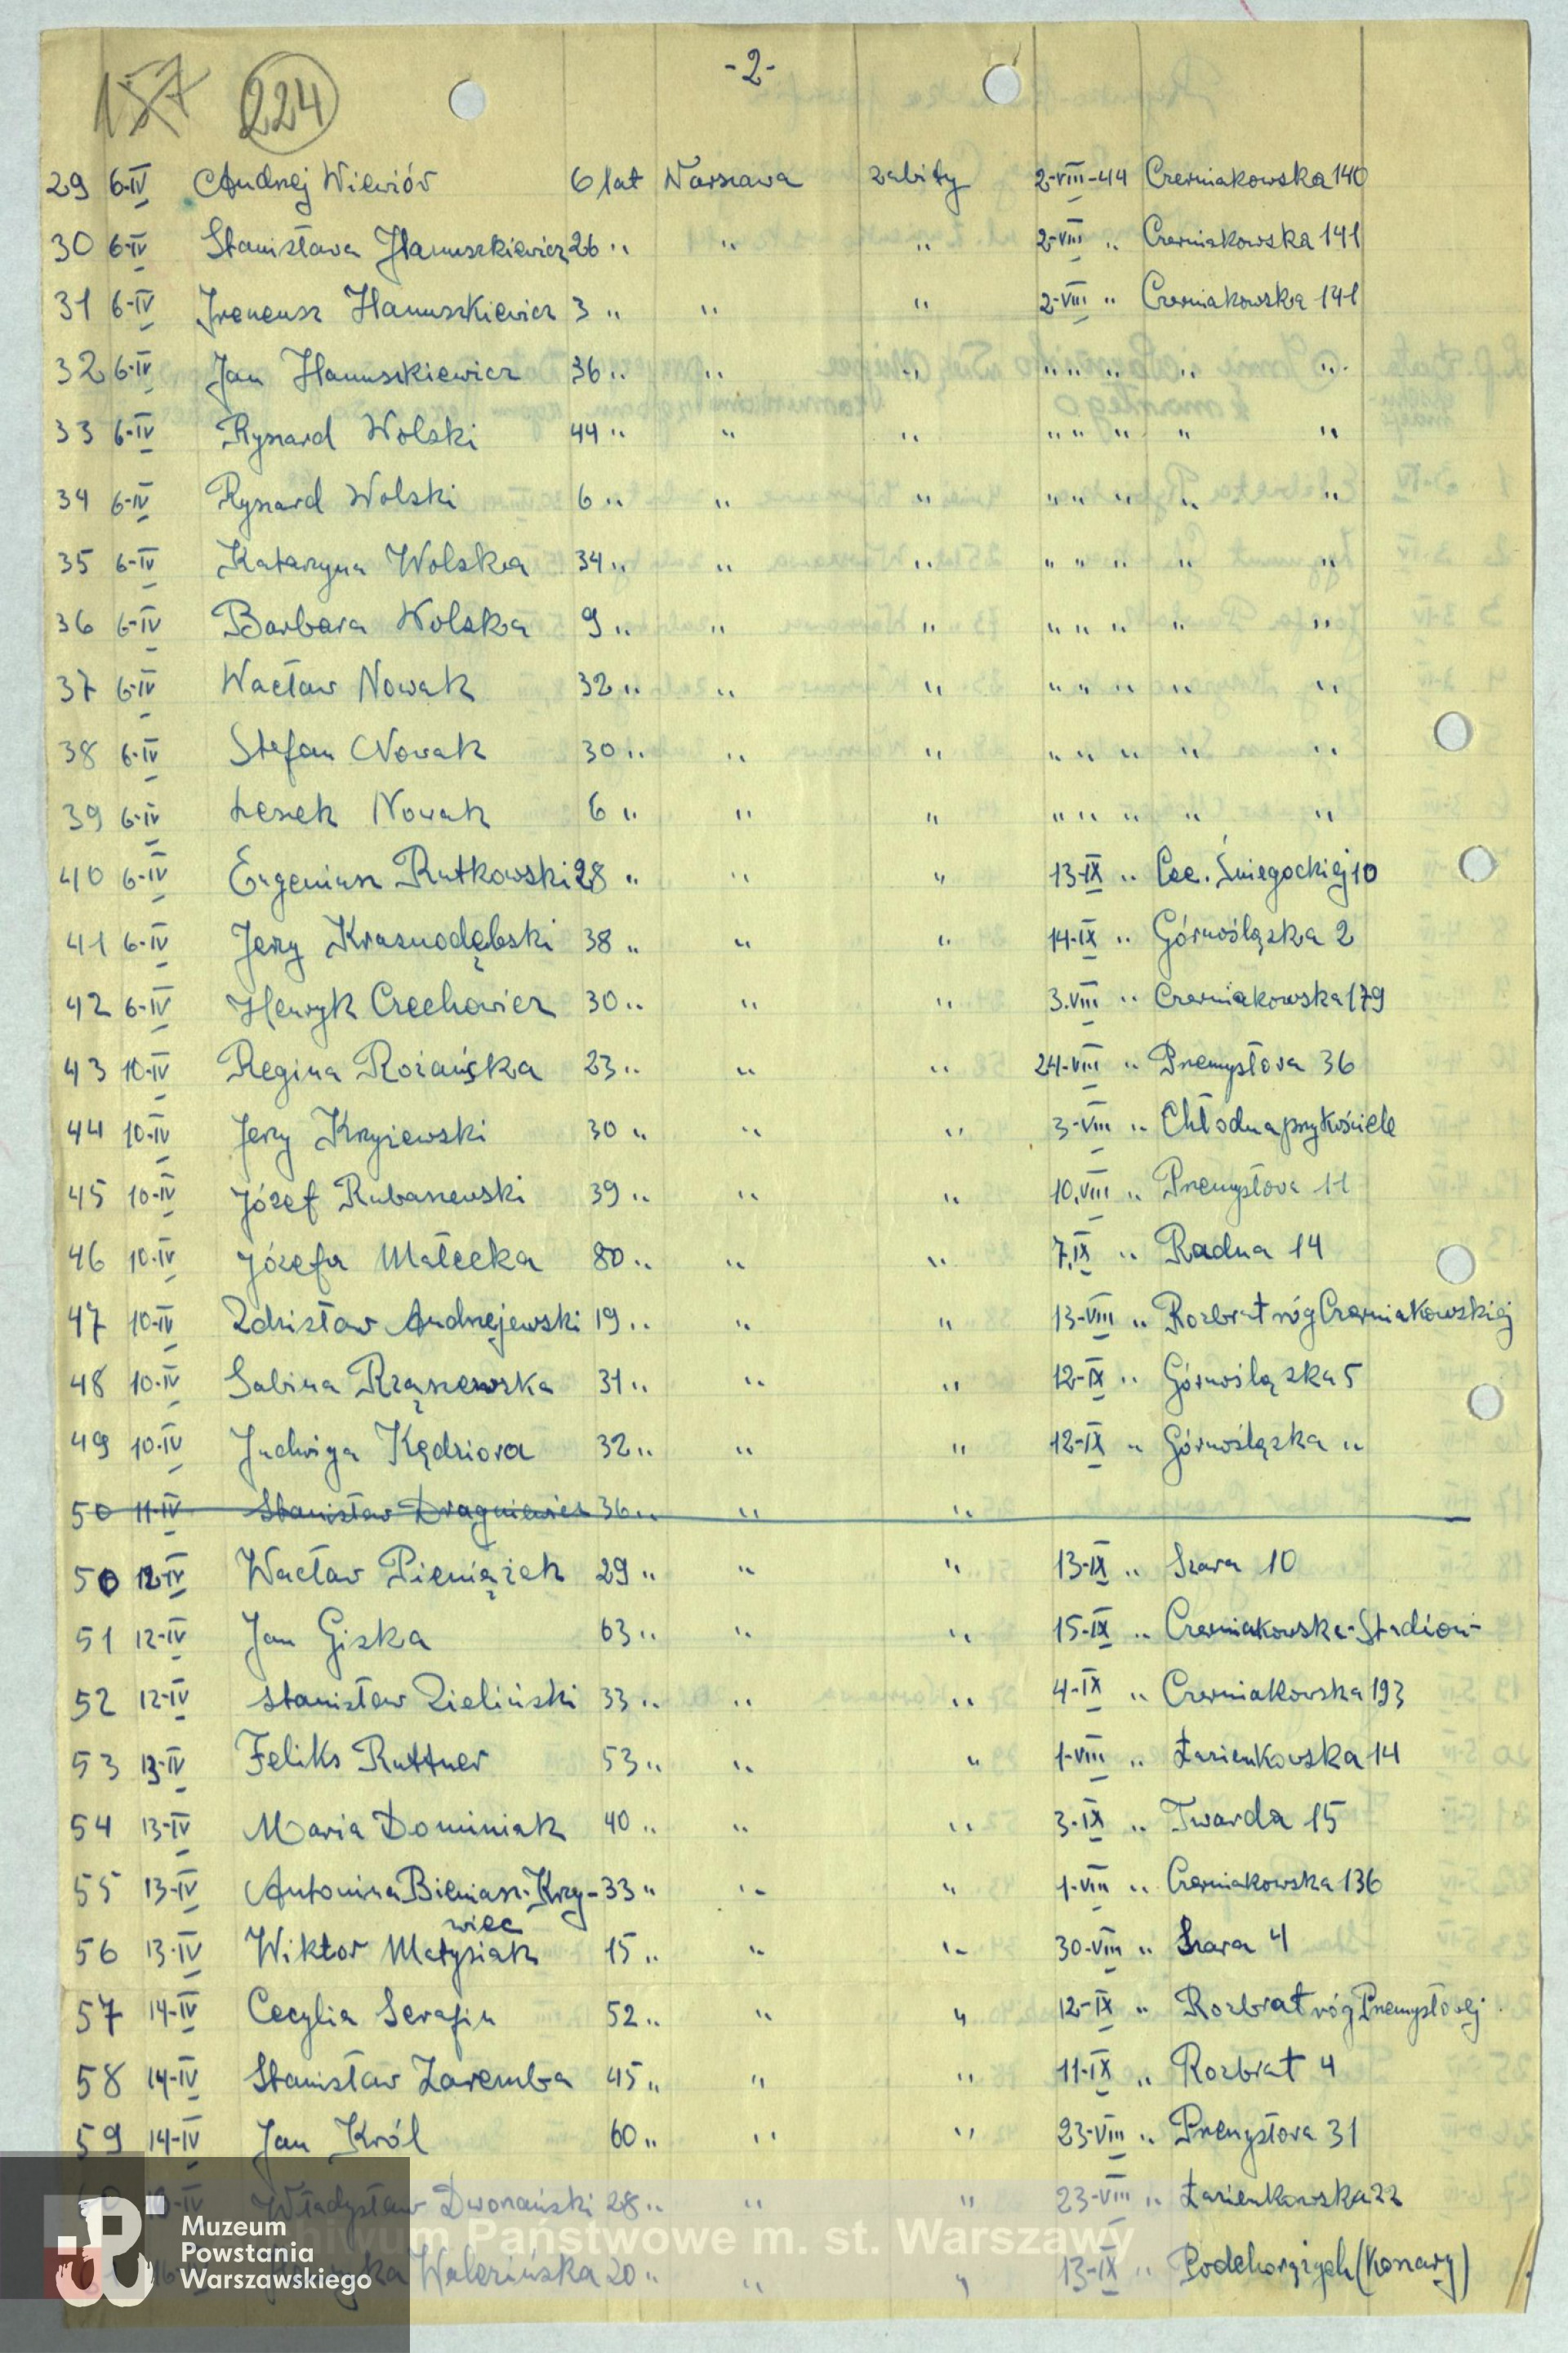 -2-
157 224
29 6-IV Andrzej Wiewiór 6 lat Warszawa zabity 2-VIII-44 Czerniakowska 140
30 6-IV Stanisława Hanuszkiewicz 26 " " " 2-VIII " Czerniakowska 141
31 6-IV Ireneusz Hanuszkiewicz 3 " " " 2-VIII " Czerniakowska 141
32 6-IV Jan Hanuszkiewicz 36 " " " " " " " "
33 6-IV Ryszard Wolski 44 " " " " " " " "
34 6-IV Ryszard Wolski 6 " " " " " " " "
35 6-IV Katarzyna Wolska 34 " " " " " " " "
36 6-IV Barbara Wolska 9 " " " " " " " "
37 6-IV Wacław Nowak 32 " " " " " " " "
38 6-IV Stefan Nowak 30 " " " " " " " "
39 6-IV Leszek Nowak 6 " " " " " " " "
40 6-IV Eugeniusz Rutkowski 28 " " " 13-IX " Cec. Śniegockiej 10
41 6-IV Jerzy Krasnodębski 38 " " " 14-IX " Górnośląska 2
42 6-IV Henryk Czechowicz 30 " " " 3.VIII " Czerniakowska 179
43 10-IV Regina Rożańska 23 " " " 24-VIII " Przemysłowa 36
44 10-IV Jerzy Kryżewski 30 " " " 3-VIII " Chłodna przy Kościele
45 10-IV Józef Rubaszewski 39 " " " 10.VIII " Przemysłowa 11
46 10-IV Józefa Małecka 80 " " " 7.IX " Radna 14
47 10-IV Zdzisław Andrzejewski 19 " " " 13-VIII " Rozbrat róg Czerniakowskiej
48 10-IV Sabina Rząszewska 31 " " " 12-IX " Górnośląska 5
49 10-IV Jadwiga Kędziora 32 " " " 12-IX " Górnośląska "
50 11-IV Stanisław 36 " " "
50 12-IV Wacław Pieniążek 29 " " " 13-IX " Szara 10
51 12-IV Jan Giska 63 " " " 15-IX " Czerniakowska-Stadion-
52 12-IV Stanisław Zieliński 33 " " " 4-IX " Czerniakowska 193
53 13-IV Feliks Ruttner 53 " " " 1-VIII " Łazienkowska 14
54 13-IV Maria Dominiak 40 " " " 3-IX " Twarda 15
55 13-IV Antonina Bieniasz-Krzy- 33 " " " 1-VIII " Czerniakowska 136
wiec
56 13-IV Wiktor Matysiak 15 " " " 30-VIII " Szara 4
57 14-IV Cecylia Serafin 52 " " " 12-IX " Rozbrat róg Przemysłowej
58 14-IV Stanisław Zaremba 45 " " " 11-IX " Rozbrat 4
59 14-IV Jan Król 60 " " " 23-VIII " Przemysłowa 31
60 Władysław Dworański 28 " " " 23-VIII " Łazienkowska 22
Walezińska 20 " " " 13-IX " Podchorążych (Konary)
Muzeum
Powstania
Warszawskiego
Archiwum Państwowe m. st. Warszawy